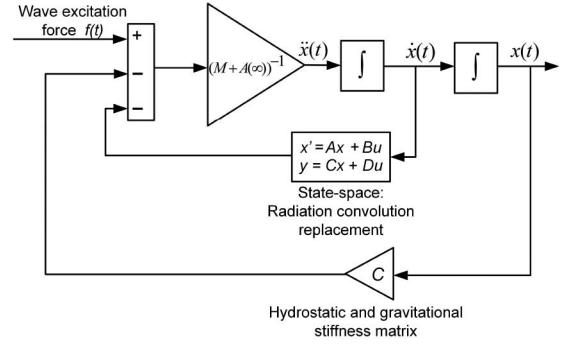 Wave excitation
force f(t)
+
−
−
(M + A(∞))⁻¹
ẍ(t)
∫
ẋ(t)
∫
x(t)
x' = Ax + Bu
y = Cx + Du
State-space:
Radiation convolution
replacement
C
Hydrostatic and gravitational
stiffness matrix